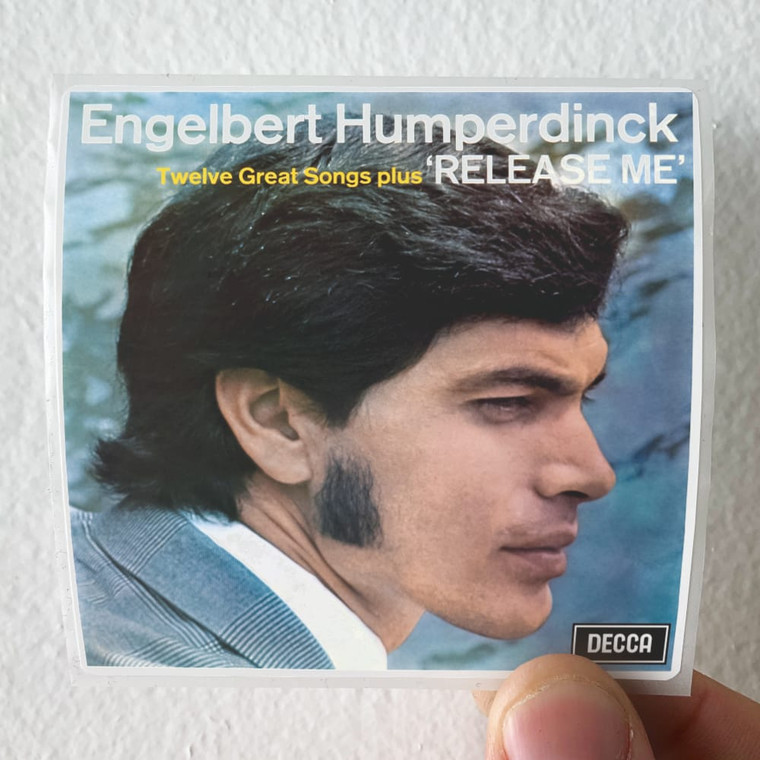 Engelbert Humperdinck
Twelve Great Songs plus ‘RELEASE ME’
DECCA